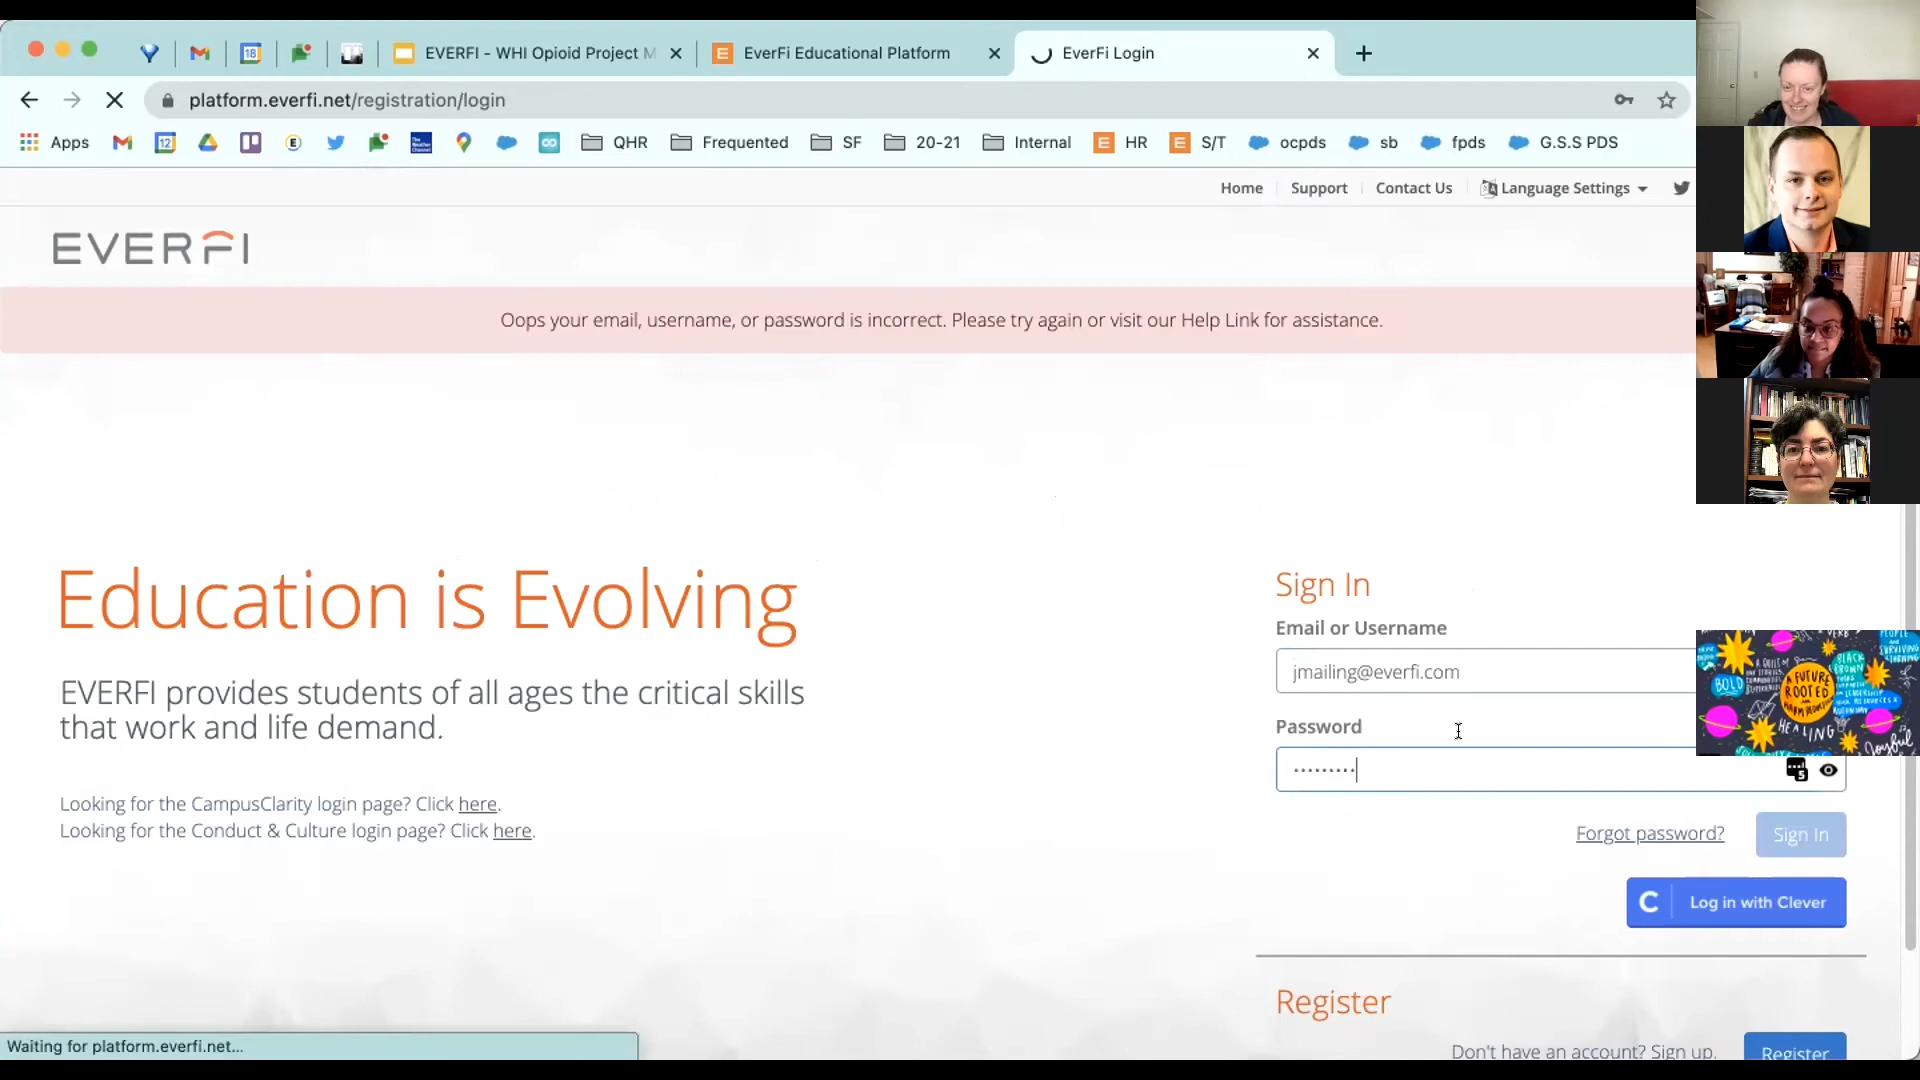 EVERFI - WHI Opioid Project M
EverFi Educational Platform
EverFi Login
platform.everfi.net/registration/login
Apps
QHR
Frequented
SF
20-21
Internal
HR
S/T
ocpds
sb
fpds
G.S.S PDS
Home
Support
Contact Us
Language Settings
EVERFI
Oops your email, username, or password is incorrect. Please try again or visit our Help Link for assistance.
Education is Evolving
EVERFI provides students of all ages the critical skills
that work and life demand.
Looking for the CampusClarity login page? Click here.
Looking for the Conduct & Culture login page? Click here.
Sign In
Email or Username
jmailing@everfi.com
Password
Forgot password?
Sign In
C Log in with Clever
Register
Don't have an account? Sign up.
Register
BOLD
A FUTURE
ROOTED
HEALING
Joyful
BLACK
BROWN
Waiting for platform.everfi.net...